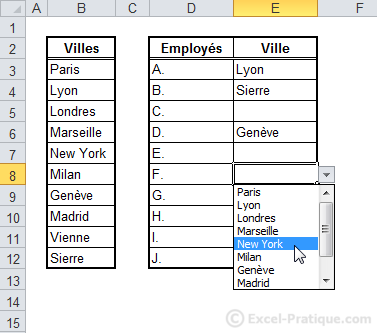 A B C D E F
1
2 Villes Employés Ville
3 Paris A. Lyon
4 Lyon B. Sierre
5 Londres C.
6 Marseille D. Genève
7 New York E.
8 Milan F.
9 Genève G. Paris
10 Madrid H. Lyon
11 Vienne I. Londres
12 Sierre J. Marseille
New York
Milan
Genève
Madrid
13
14
15
© Excel-Pratique.com